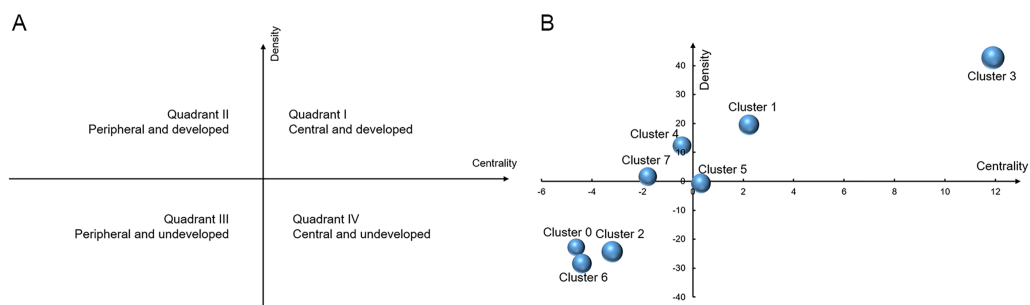 A
Density
Quadrant II
Peripheral and developed
Quadrant I
Central and developed
Centrality
Quadrant III
Peripheral and undeveloped
Quadrant IV
Central and undeveloped
B
Density
40
30
20
10
0
-10
-20
-30
-40
-6
-4
-2
0
2
4
6
8
10
12
Centrality
Cluster 3
Cluster 1
Cluster 4
Cluster 7
Cluster 5
Cluster 0
Cluster 2
Cluster 6